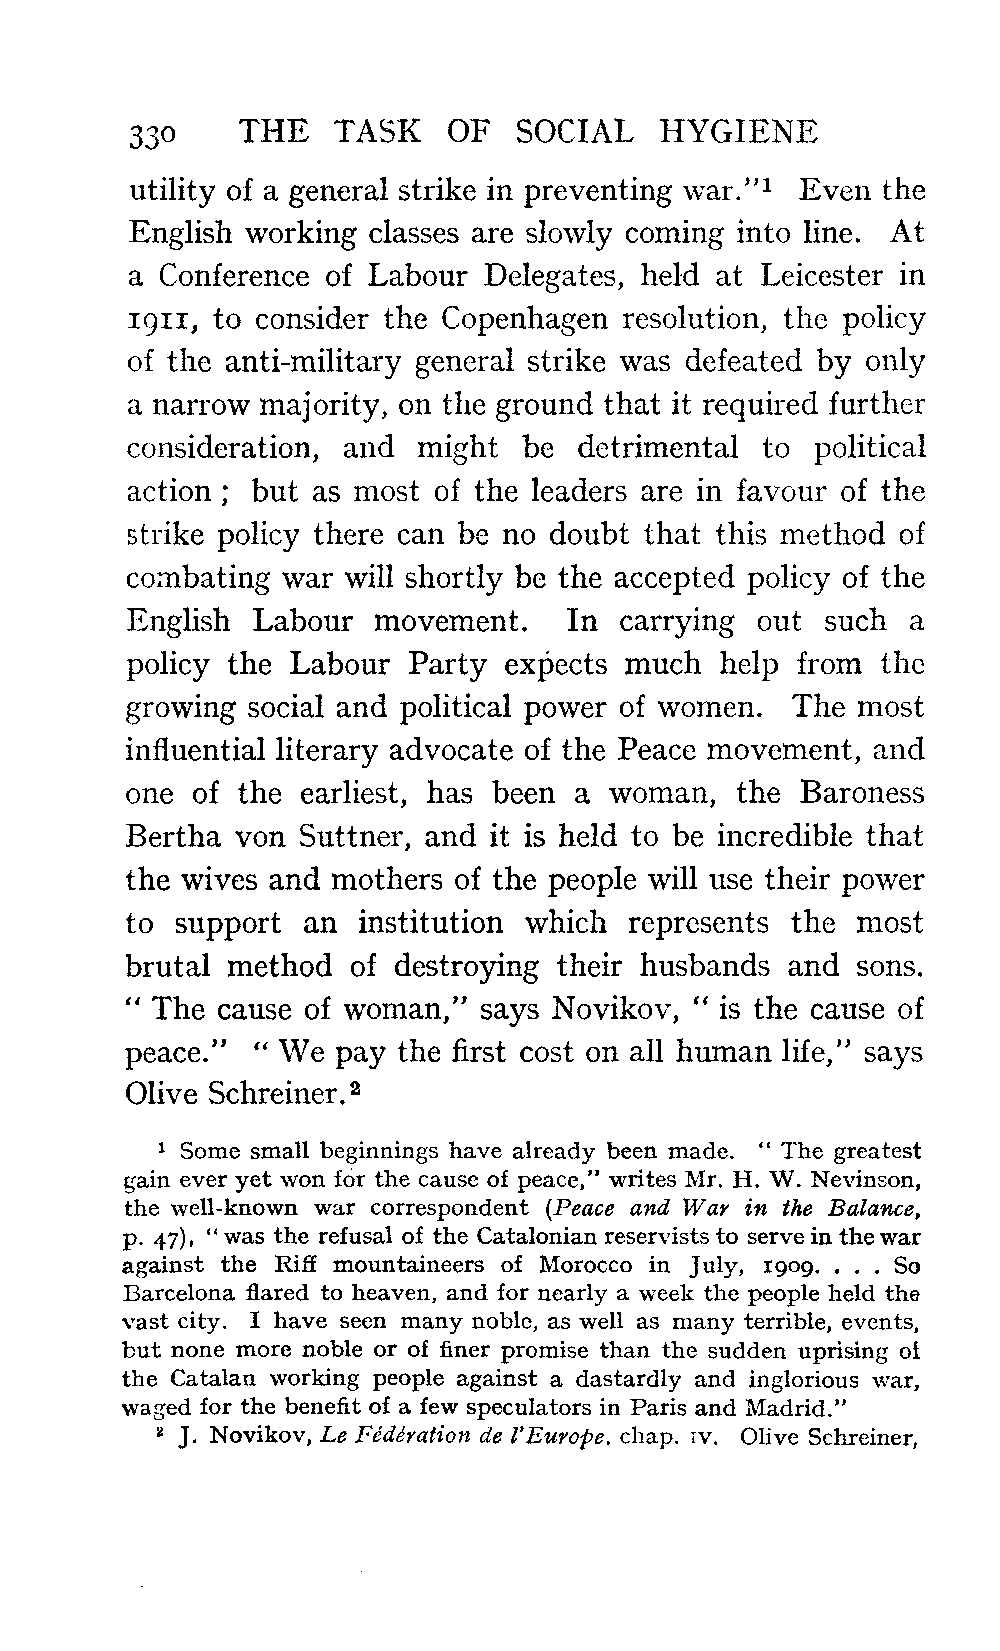 330 THE TASK OF SOCIAL HYGIENE
utility of a general strike in preventing war."¹ Even the
English working classes are slowly coming into line. At
a Conference of Labour Delegates, held at Leicester in
1911, to consider the Copenhagen resolution, the policy
of the anti-military general strike was defeated by only
a narrow majority, on the ground that it required further
consideration, and might be detrimental to political
action ; but as most of the leaders are in favour of the
strike policy there can be no doubt that this method of
combating war will shortly be the accepted policy of the
English Labour movement. In carrying out such a
policy the Labour Party expects much help from the
growing social and political power of women. The most
influential literary advocate of the Peace movement, and
one of the earliest, has been a woman, the Baroness
Bertha von Suttner, and it is held to be incredible that
the wives and mothers of the people will use their power
to support an institution which represents the most
brutal method of destroying their husbands and sons.
" The cause of woman," says Novikov, " is the cause of
peace." " We pay the first cost on all human life," says
Olive Schreiner.²
¹ Some small beginnings have already been made. " The greatest
gain ever yet won for the cause of peace," writes Mr. H. W. Nevinson,
the well-known war correspondent (Peace and War in the Balance,
p. 47), " was the refusal of the Catalonian reservists to serve in the war
against the Riff mountaineers of Morocco in July, 1909. . . . So
Barcelona flared to heaven, and for nearly a week the people held the
vast city. I have seen many noble, as well as many terrible, events,
but none more noble or of finer promise than the sudden uprising of
the Catalan working people against a dastardly and inglorious war,
waged for the benefit of a few speculators in Paris and Madrid."
² J. Novikov, Le Fédération de l'Europe, chap. IV. Olive Schreiner,